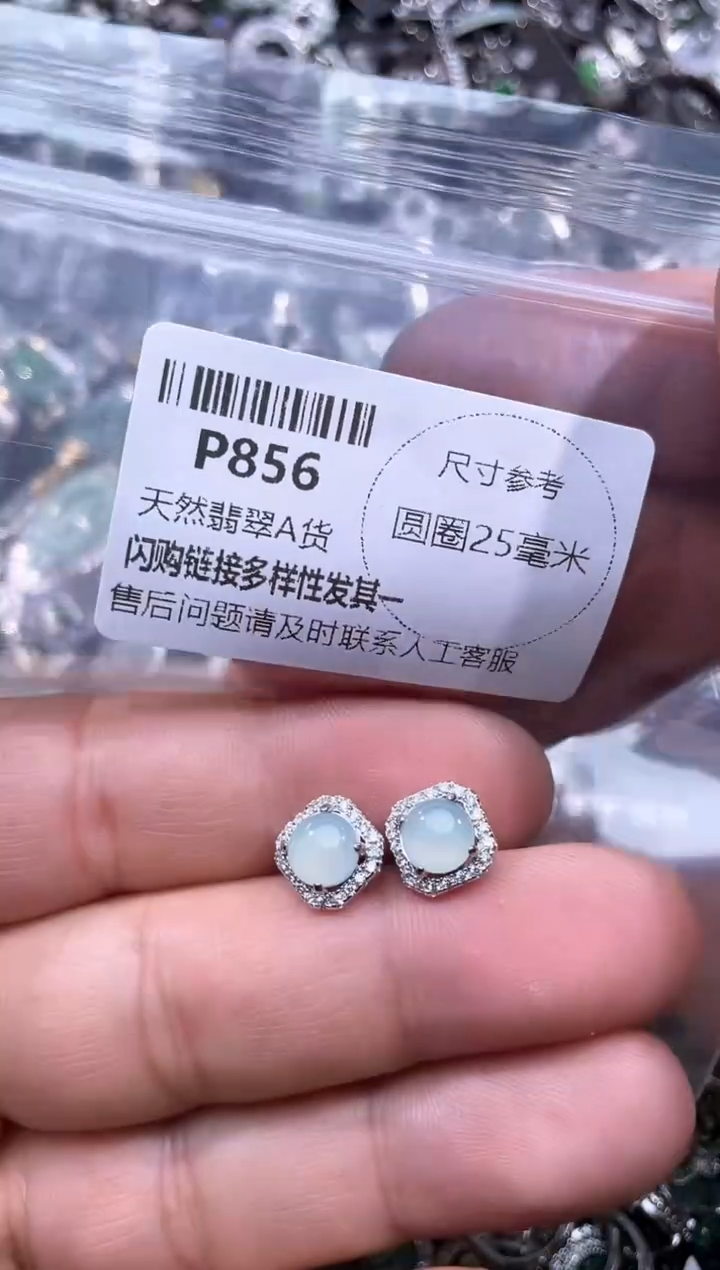 P856
天然翡翠A货
闪购链接多样性发其一
售后问题请及时联系人工客服
尺寸参考
圆圈25毫米